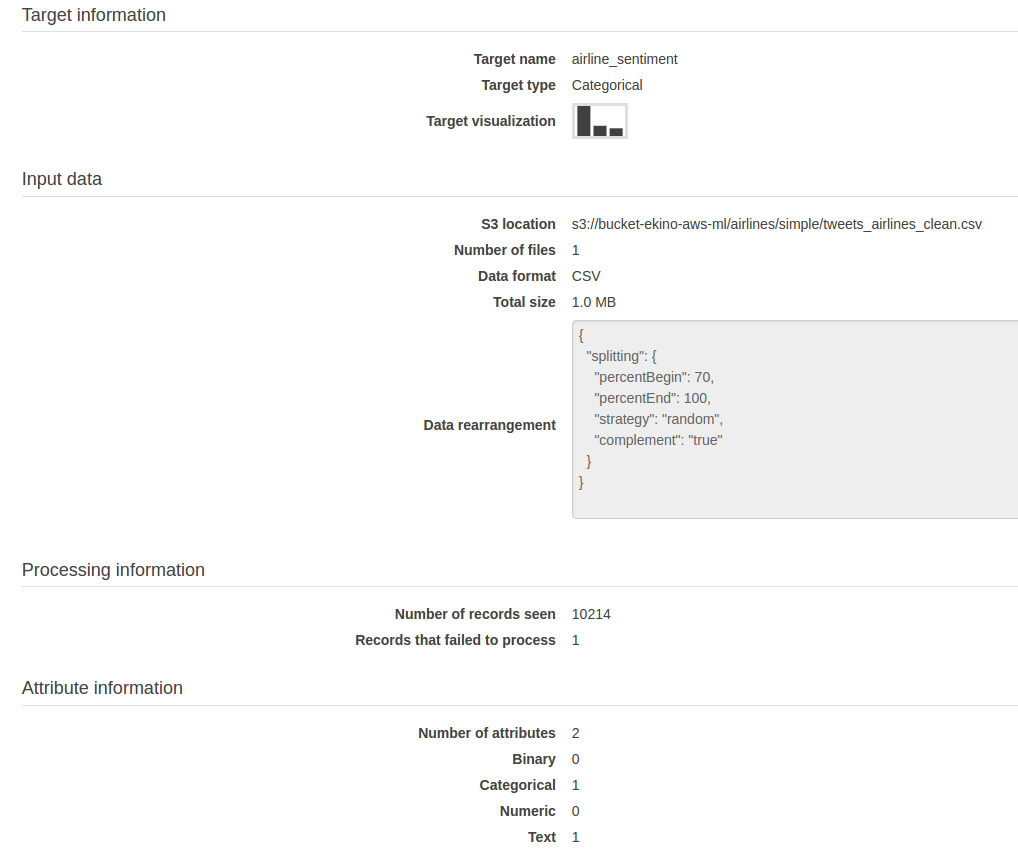 Target information
Target name airline_sentiment
Target type Categorical
Target visualization
Input data
S3 location s3://bucket-ekino-aws-ml/airlines/simple/tweets_airlines_clean.csv
Number of files 1
Data format CSV
Total size 1.0 MB
Data rearrangement
{
"splitting": {
"percentBegin": 70,
"percentEnd": 100,
"strategy": "random",
"complement": "true"
}
}
Processing information
Number of records seen 10214
Records that failed to process 1
Attribute information
Number of attributes 2
Binary 0
Categorical 1
Numeric 0
Text 1